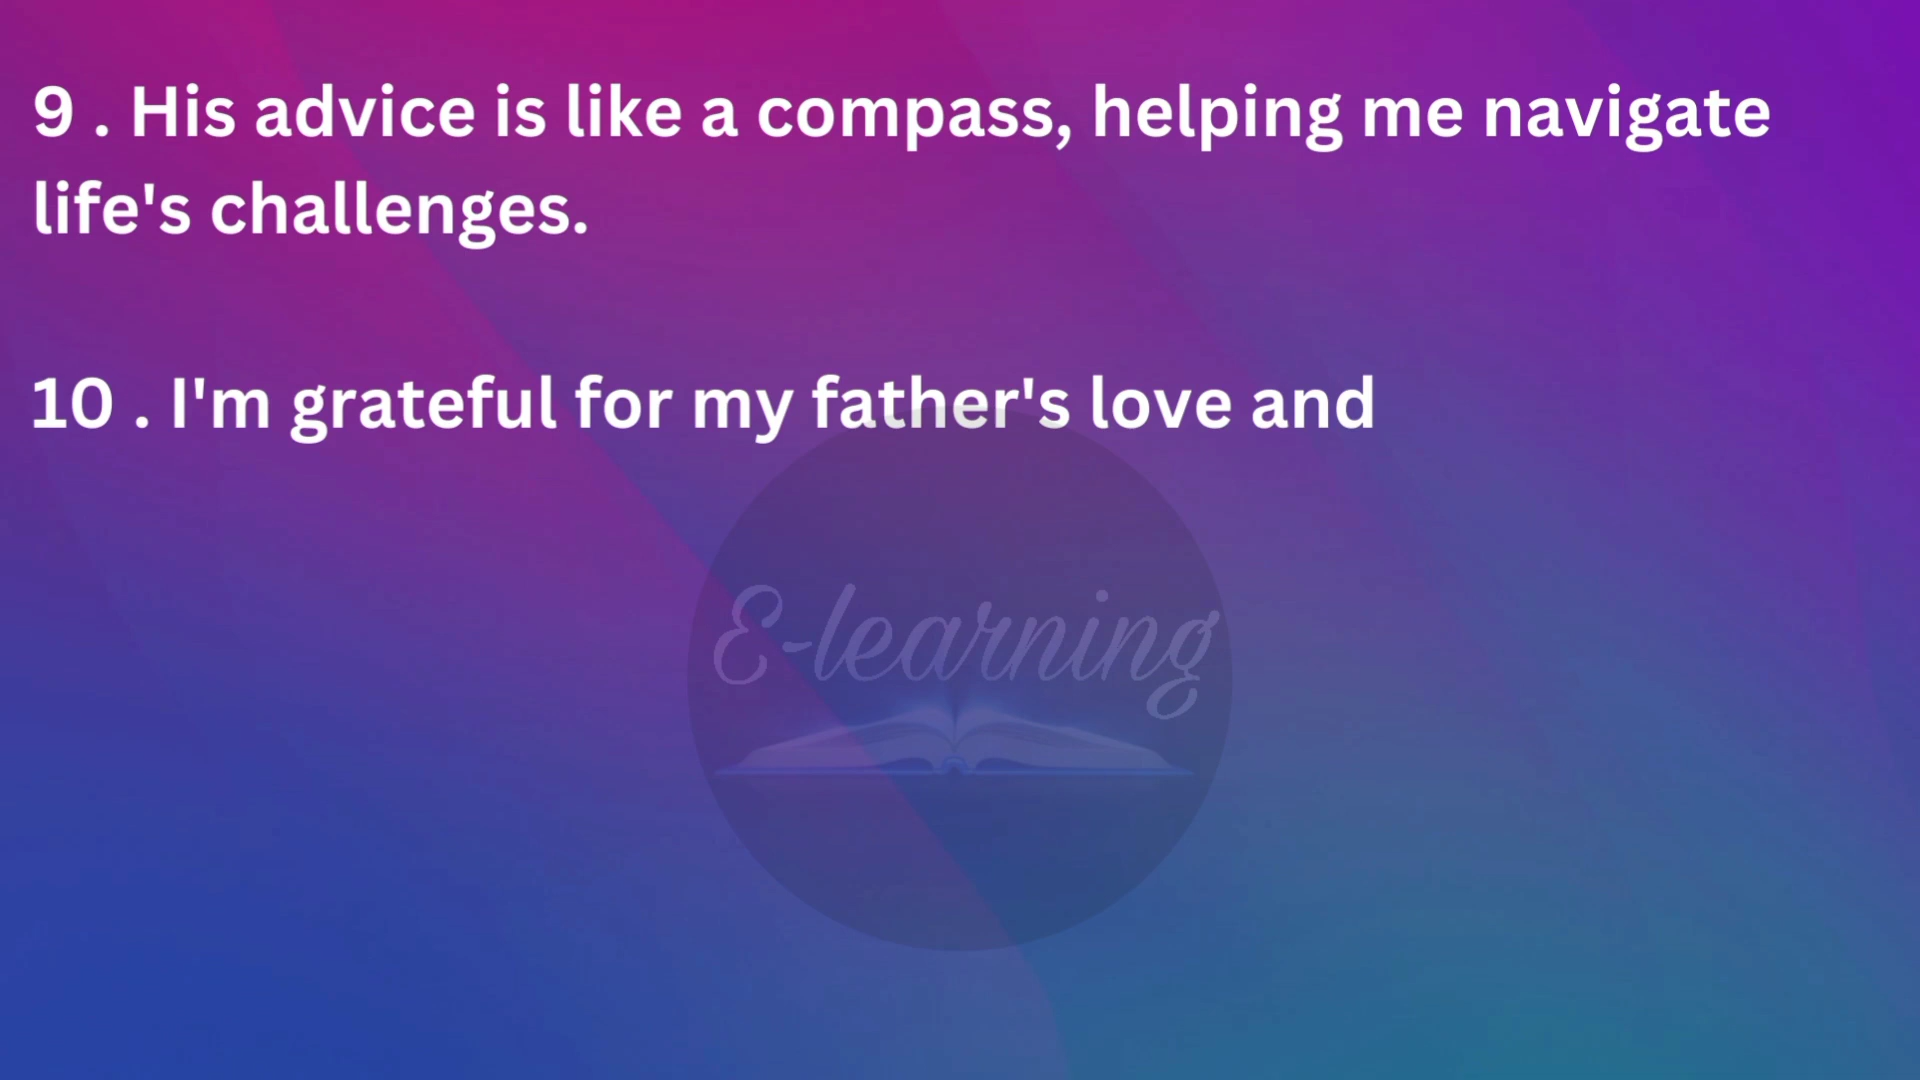 9 . His advice is like a compass, helping me navigate
life's challenges.
10 . I'm grateful for my father's love and
E-learning